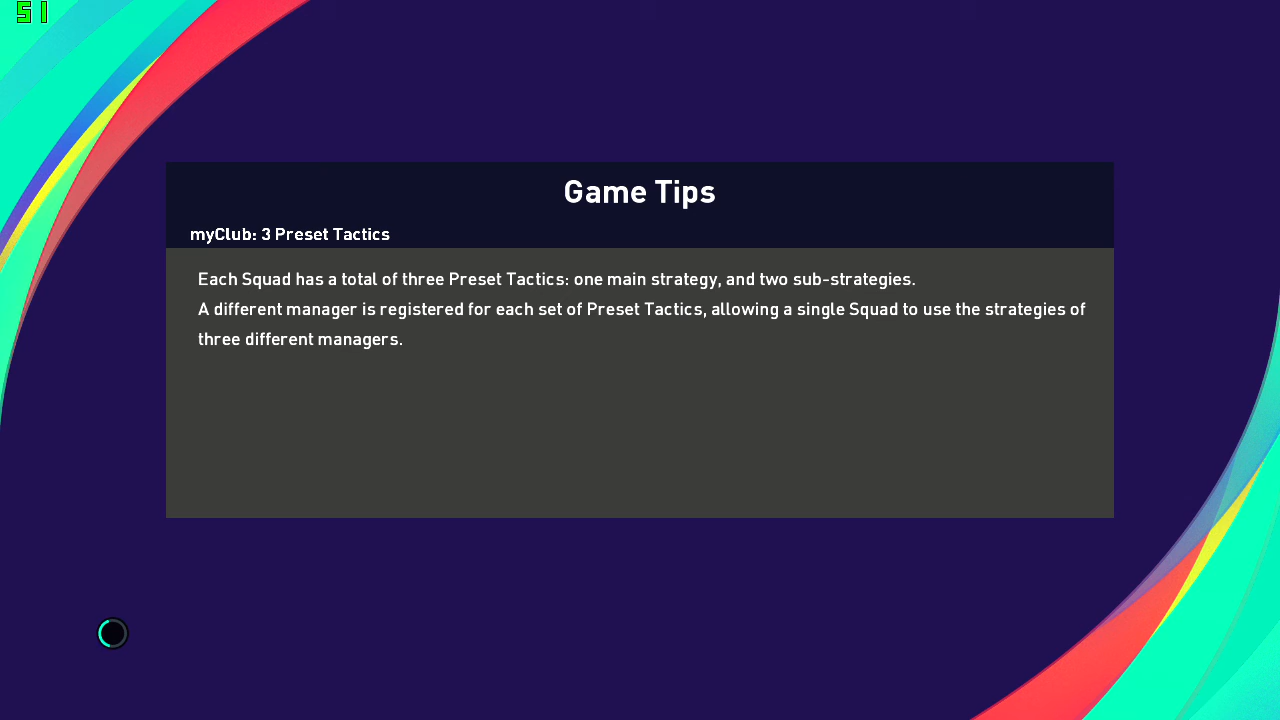 51
Game Tips
myClub: 3 Preset Tactics
Each Squad has a total of three Preset Tactics: one main strategy, and two sub-strategies.
A different manager is registered for each set of Preset Tactics, allowing a single Squad to use the strategies of
three different managers.